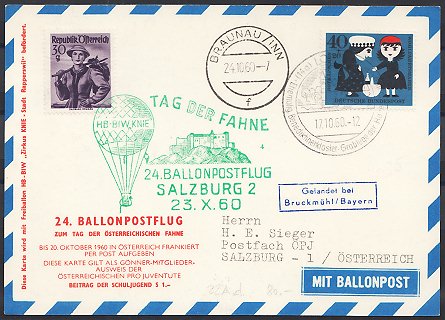 Diese Karte wird mit Freiballon HB-BIW „Zirkus KNIE - Stadt Rapperswil" befördert.
30 g
Republik Österreich
BRAUNAU/INN
24.10.60-7
f
40
DEUTSCHE BUNDESPOST
17.10.60.-12
TAG DER FAHNE
HB-BIW KNIE
24. BALLONPOSTFLUG
SALZBURG 2
23. X. 60
Gelandet bei
Bruckmühl/Bayern
24. BALLONPOSTFLUG
ZUM TAG DER ÖSTERREICHISCHEN FAHNE
BIS 20. OKTOBER 1960 IN ÖSTERREICH FRANKIERT
PER POST AUFGEBEN
DIESE KARTE GILT ALS GÖNNER-MITGLIEDER-
AUSWEIS DER
ÖSTERREICHISCHEN PRO JUVENTUTE
BEITRAG DER SCHULJUGEND S 1.–
Herrn
H. E. Sieger
Postfach ÖPJ
SALZBURG - 1 / ÖSTERREICH
MIT BALLONPOST